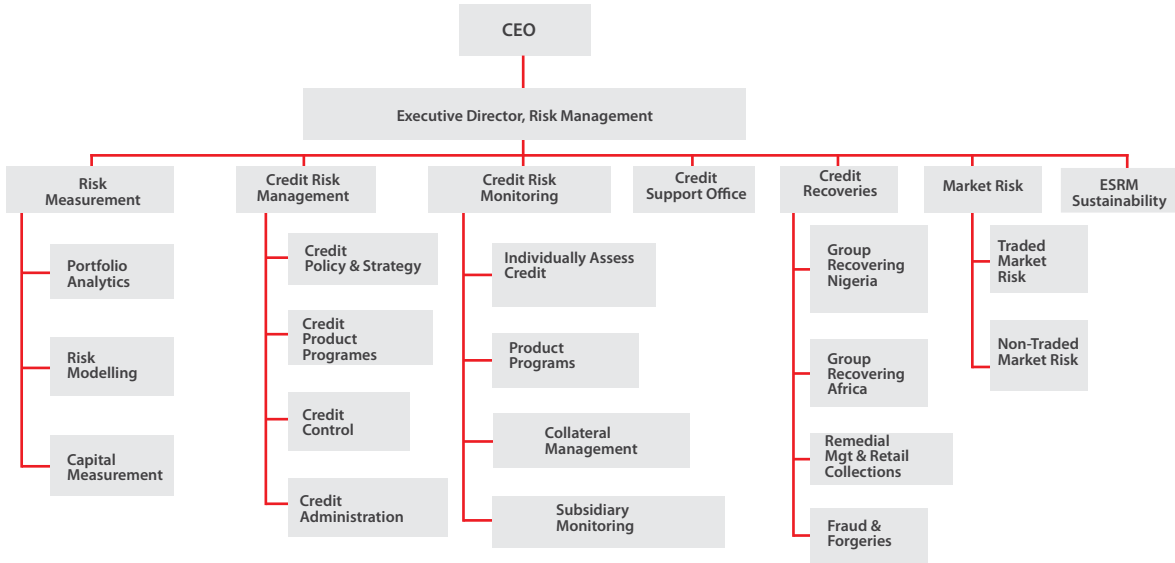 CEO
Executive Director, Risk Management
Risk
Measurement
Credit Risk
Management
Credit Risk
Monitoring
Credit
Support Office
Credit
Recoveries
Market Risk
ESRM
Sustainability
Portfolio
Analytics
Risk
Modelling
Capital
Measurement
Credit
Policy & Strategy
Credit
Product
Programes
Credit
Control
Credit
Administration
Individually Assess
Credit
Product
Programs
Collateral
Management
Subsidiary
Monitoring
Group
Recovering
Nigeria
Group
Recovering
Africa
Remedial
Mgt & Retail
Collections
Fraud &
Forgeries
Traded
Market
Risk
Non-Traded
Market Risk